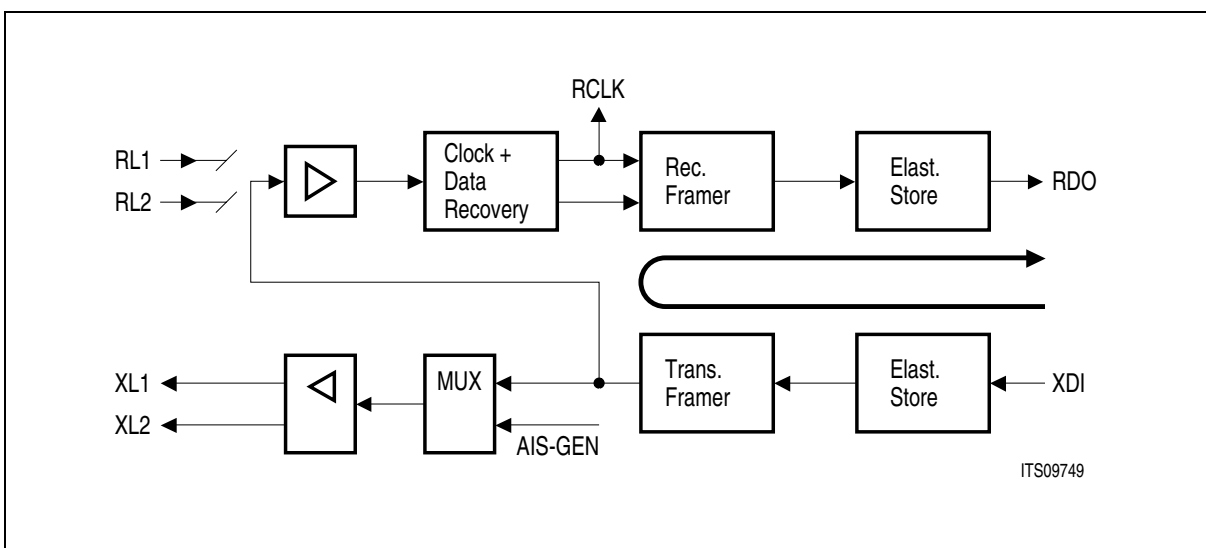 RCLK
RL1
RL2
Clock +
Data
Recovery
Rec.
Framer
Elast.
Store
RDO
XL1
XL2
MUX
AIS-GEN
Trans.
Framer
Elast.
Store
XDI
ITS09749